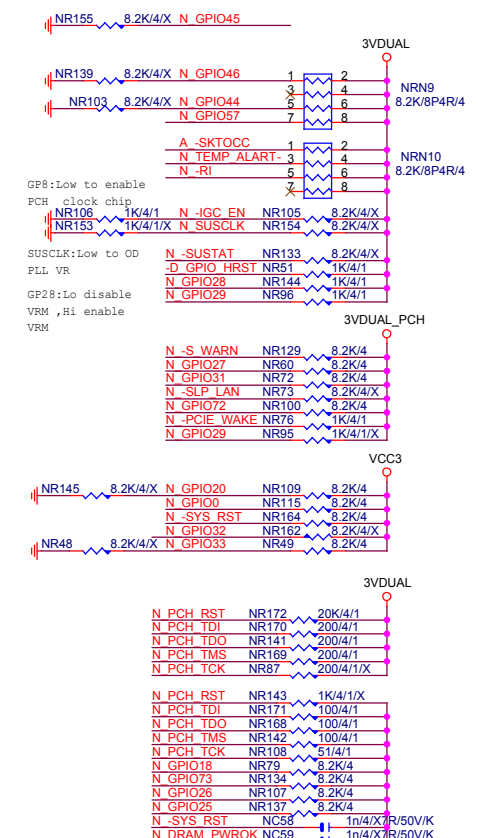 NR155 8.2K/4/X N_GPIO45
3VDUAL
NR139 8.2K/4/X N_GPIO46 1 2
3 4 NRN9
NR103 8.2K/4/X N_GPIO44 5 6 8.2K/8P4R/4
N_GPIO57 7 8
A_-SKTOCC 1 2
N_TEMP_ALART- 3 4 NRN10
N_-RI 5 6 8.2K/8P4R/4
7 8
GP8:Low to enable
PCH clock chip
NR106 1K/4/1 N_-IGC_EN NR105 8.2K/4/X
NR153 1K/4/1/X N_SUSCLK NR154 8.2K/4/X
SUSCLK:Low to OD
PLL VR
N_-SUSTAT NR133 8.2K/4/X
-D_GPIO_HRST NR51 1K/4/1
N_GPIO28 NR144 1K/4/1
N_GPIO29 NR96 1K/4/1
GP28:Lo disable
VRM ,Hi enable
VRM
3VDUAL_PCH
N_-S_WARN NR129 8.2K/4
N_GPIO27 NR60 8.2K/4
N_GPIO31 NR72 8.2K/4
N_-SLP_LAN NR73 8.2K/4/X
N_GPIO72 NR100 8.2K/4
N_-PCIE_WAKE NR76 1K/4/1
N_GPIO29 NR95 1K/4/1/X
VCC3
NR145 8.2K/4/X N_GPIO20 NR109 8.2K/4
N_GPIO0 NR115 8.2K/4
N_-SYS_RST NR164 8.2K/4
N_GPIO32 NR162 8.2K/4/X
NR48 8.2K/4/X N_GPIO33 NR49 8.2K/4
3VDUAL
N_PCH_RST NR172 20K/4/1
N_PCH_TDI NR170 200/4/1
N_PCH_TDO NR141 200/4/1
N_PCH_TMS NR169 200/4/1
N_PCH_TCK NR87 200/4/1/X
N_PCH_RST NR143 1K/4/1/X
N_PCH_TDI NR171 100/4/1
N_PCH_TDO NR168 100/4/1
N_PCH_TMS NR142 100/4/1
N_PCH_TCK NR108 51/4/1
N_-GPIO18 NR79 8.2K/4
N_GPIO73 NR134 8.2K/4
N_GPIO26 NR107 8.2K/4
N_GPIO25 NR137 8.2K/4
N_-SYS_RST NC58 1n/4/X7R/50V/K
N_DRAM_PWROK NC59 1n/4/X7R/50V/K